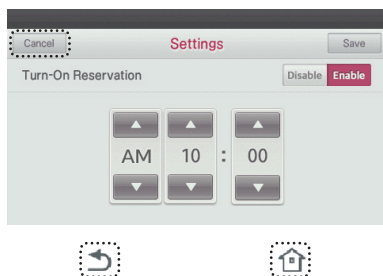 Cancel Settings Save
Turn-On Reservation Disable Enable
AM 10 : 00